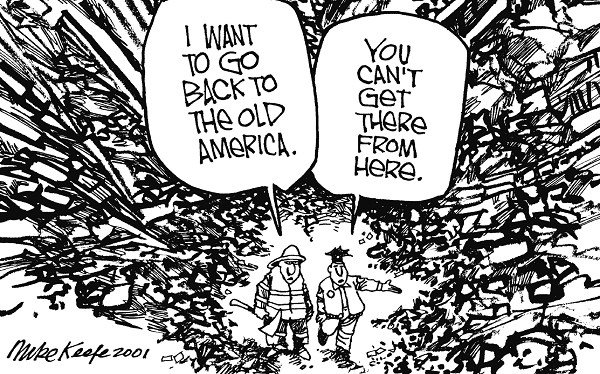 I WANT
TO GO
BACK TO
THE OLD
AMERICA.
YOU
CAN'T
GET
THERE
FROM
HERE.
MIKE KEEFE 2001